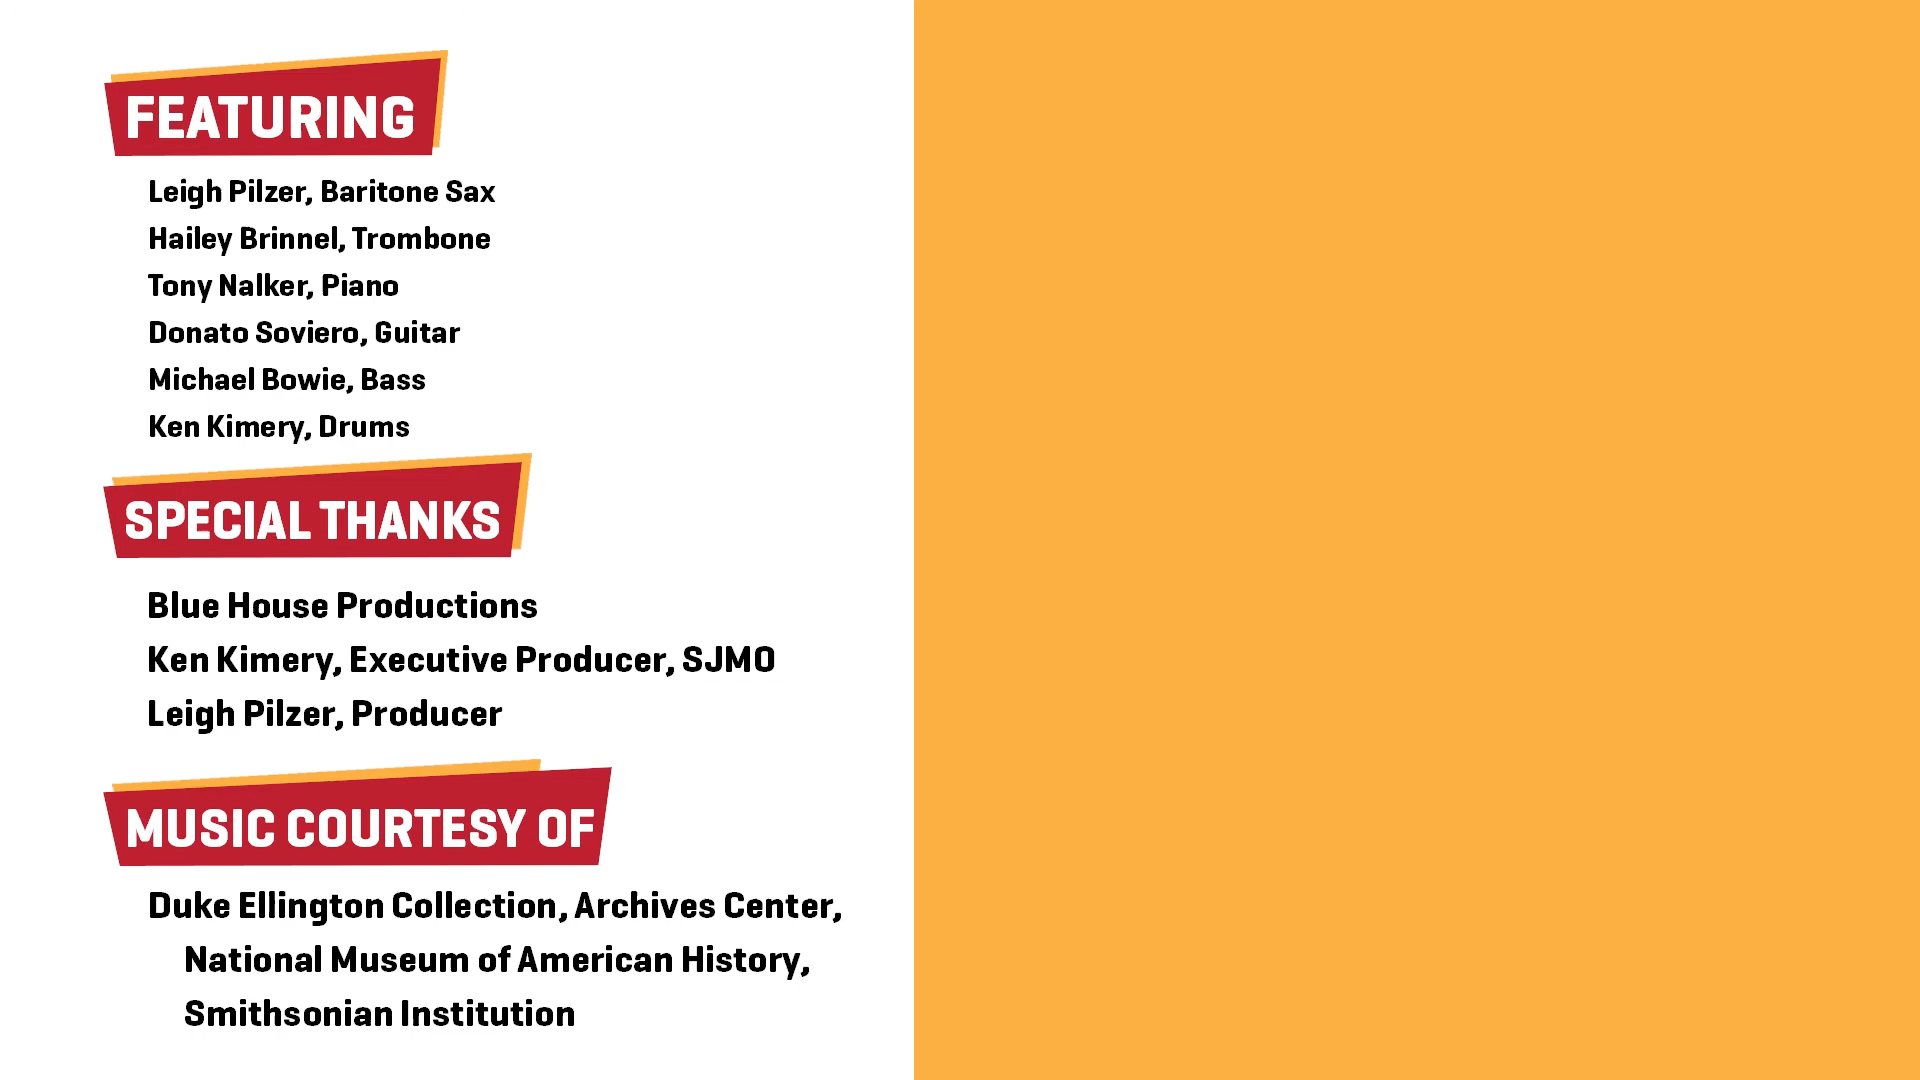 FEATURING
Leigh Pilzer, Baritone Sax
Hailey Brinnel, Trombone
Tony Nalker, Piano
Donato Soviero, Guitar
Michael Bowie, Bass
Ken Kimery, Drums
SPECIAL THANKS
Blue House Productions
Ken Kimery, Executive Producer, SJMO
Leigh Pilzer, Producer
MUSIC COURTESY OF
Duke Ellington Collection, Archives Center,
National Museum of American History,
Smithsonian Institution